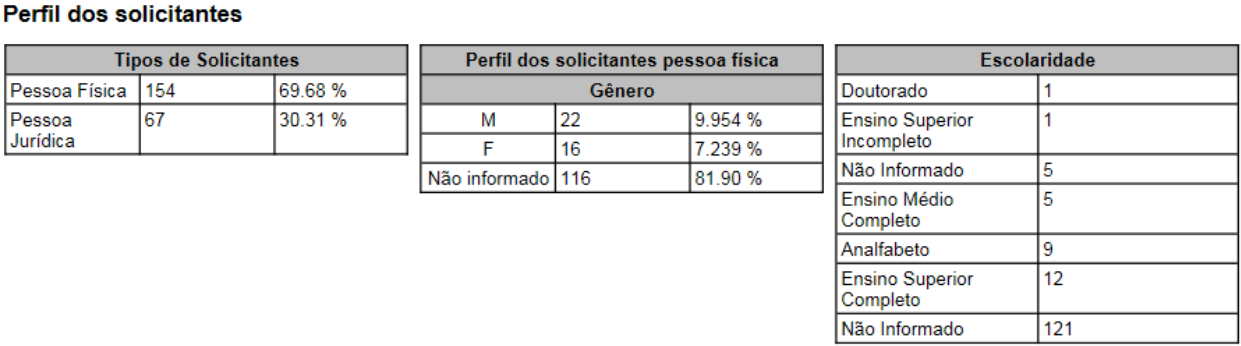 Perfil dos solicitantes
Tipos de Solicitantes
Pessoa Física 154 69.68 %
Pessoa
Jurídica 67 30.31 %
Perfil dos solicitantes pessoa física
Gênero
M 22 9.954 %
F 16 7.239 %
Não informado 116 81.90 %
Escolaridade
Doutorado 1
Ensino Superior
Incompleto 1
Não Informado 5
Ensino Médio
Completo 5
Analfabeto 9
Ensino Superior
Completo 12
Não Informado 121